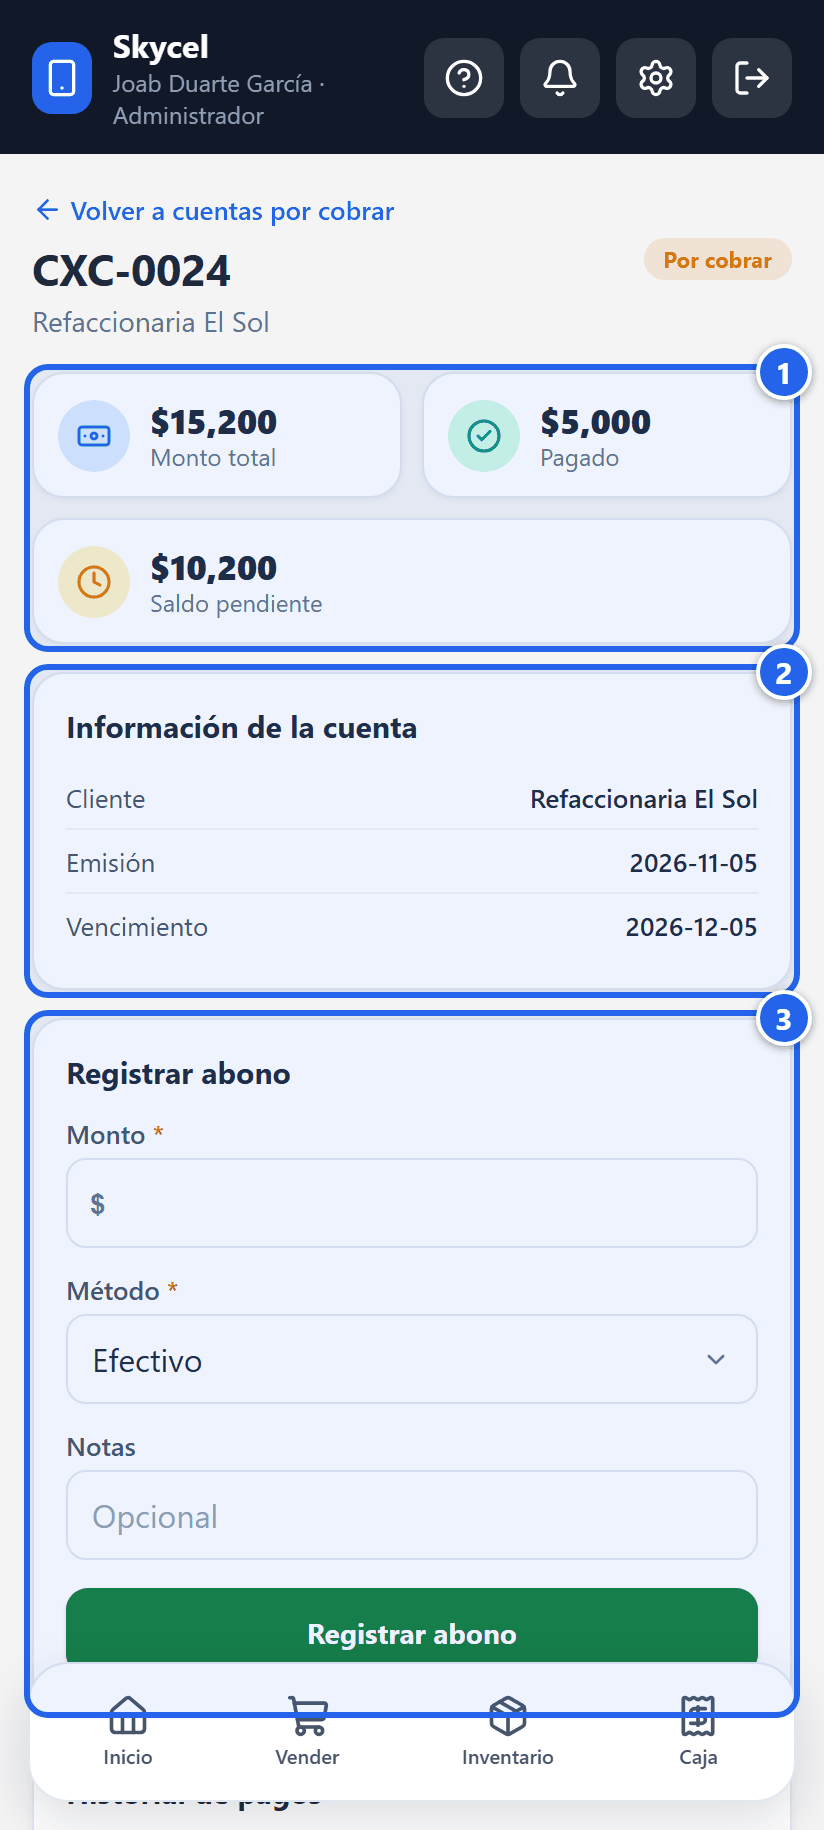 Skycel
Joab Duarte García ·
Administrador
← Volver a cuentas por cobrar
CXC-0024
Por cobrar
Refaccionaria El Sol
1
$15,200
Monto total
$5,000
Pagado
$10,200
Saldo pendiente
2
Información de la cuenta
Cliente Refaccionaria El Sol
Emisión 2026-11-05
Vencimiento 2026-12-05
3
Registrar abono
Monto *
$
Método *
Efectivo
Notas
Opcional
Registrar abono
Inicio Vender Inventario Caja
Historial de pagos